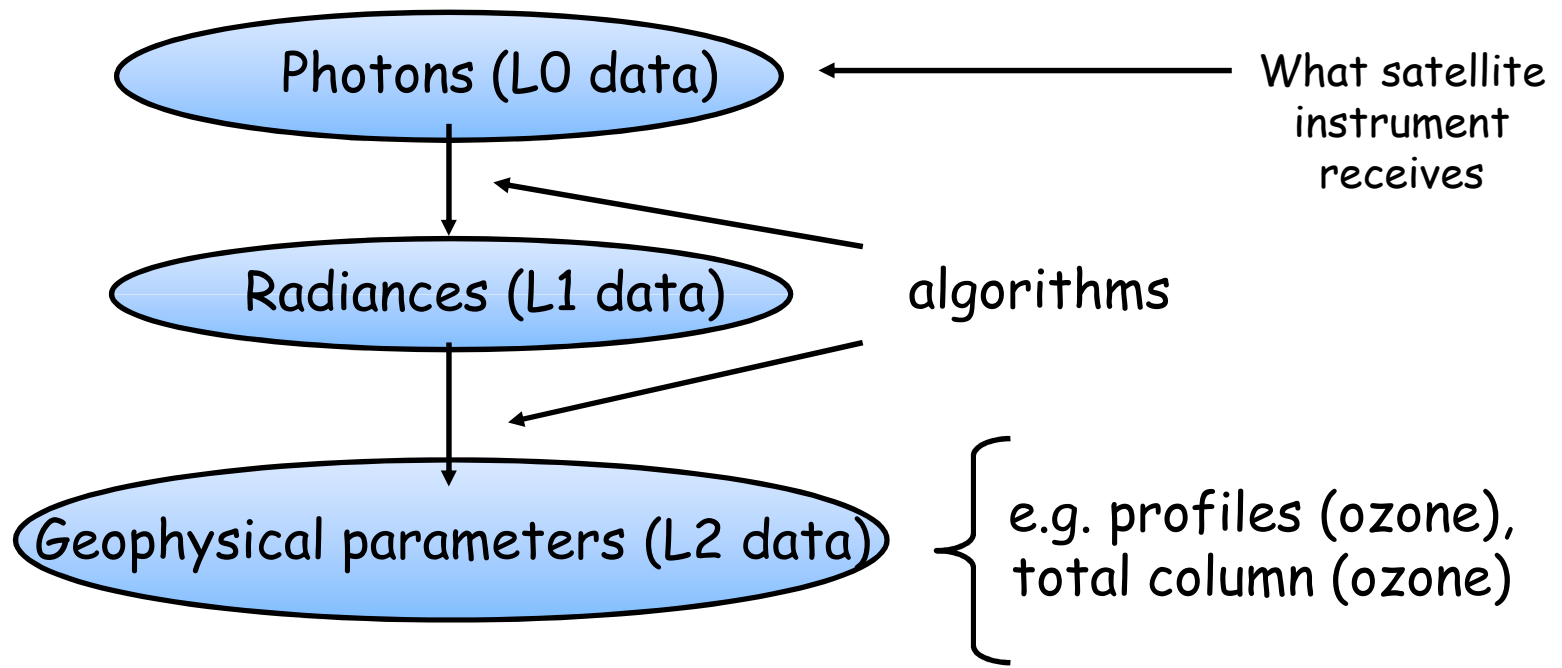 Photons (L0 data)
What satellite
instrument
receives
Radiances (L1 data)
algorithms
Geophysical parameters (L2 data)
e.g. profiles (ozone),
total column (ozone)